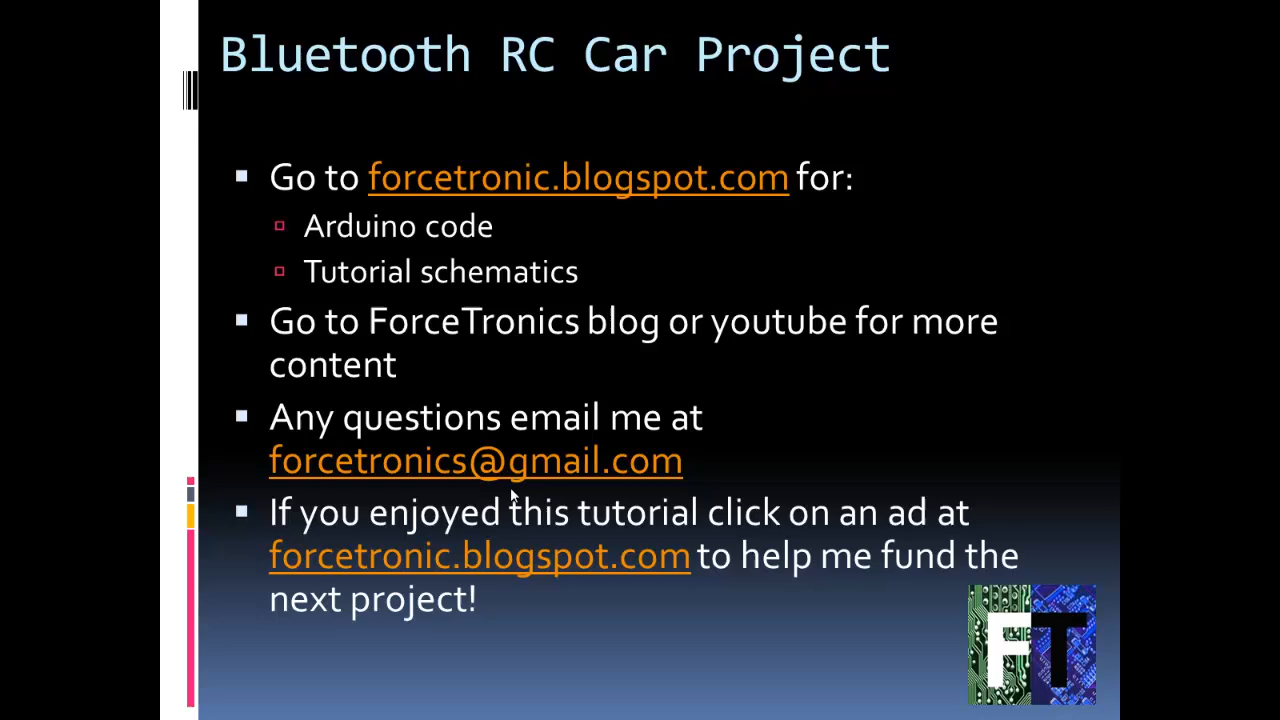 Bluetooth RC Car Project
Go to forcetronic.blogspot.com for:
Arduino code
Tutorial schematics
Go to ForceTronics blog or youtube for more
content
Any questions email me at
forcetronics@gmail.com
If you enjoyed this tutorial click on an ad at
forcetronic.blogspot.com to help me fund the
next project!
FT